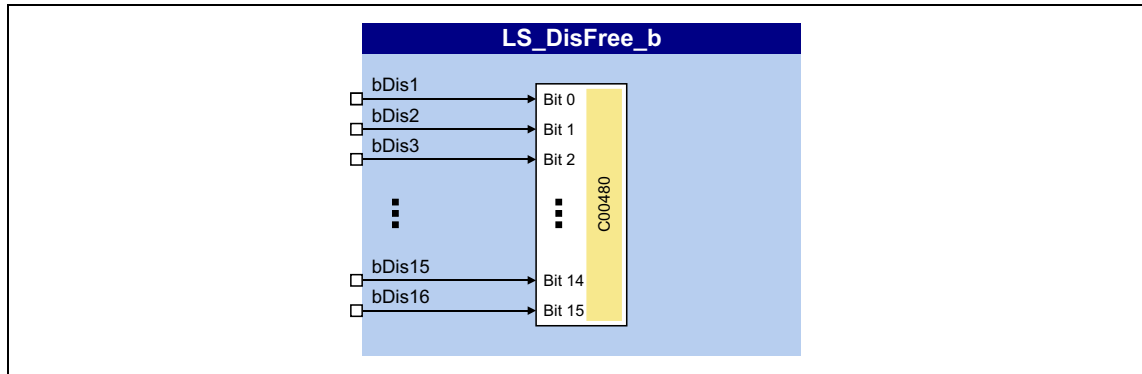 LS_DisFree_b
bDis1
Bit 0
bDis2
Bit 1
bDis3
Bit 2
C00480
bDis15
Bit 14
bDis16
Bit 15